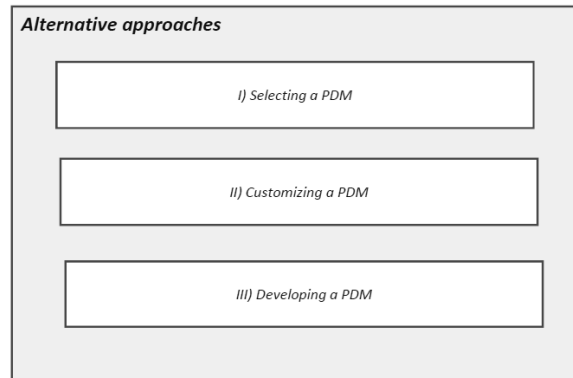 Alternative approaches
I) Selecting a PDM
II) Customizing a PDM
III) Developing a PDM